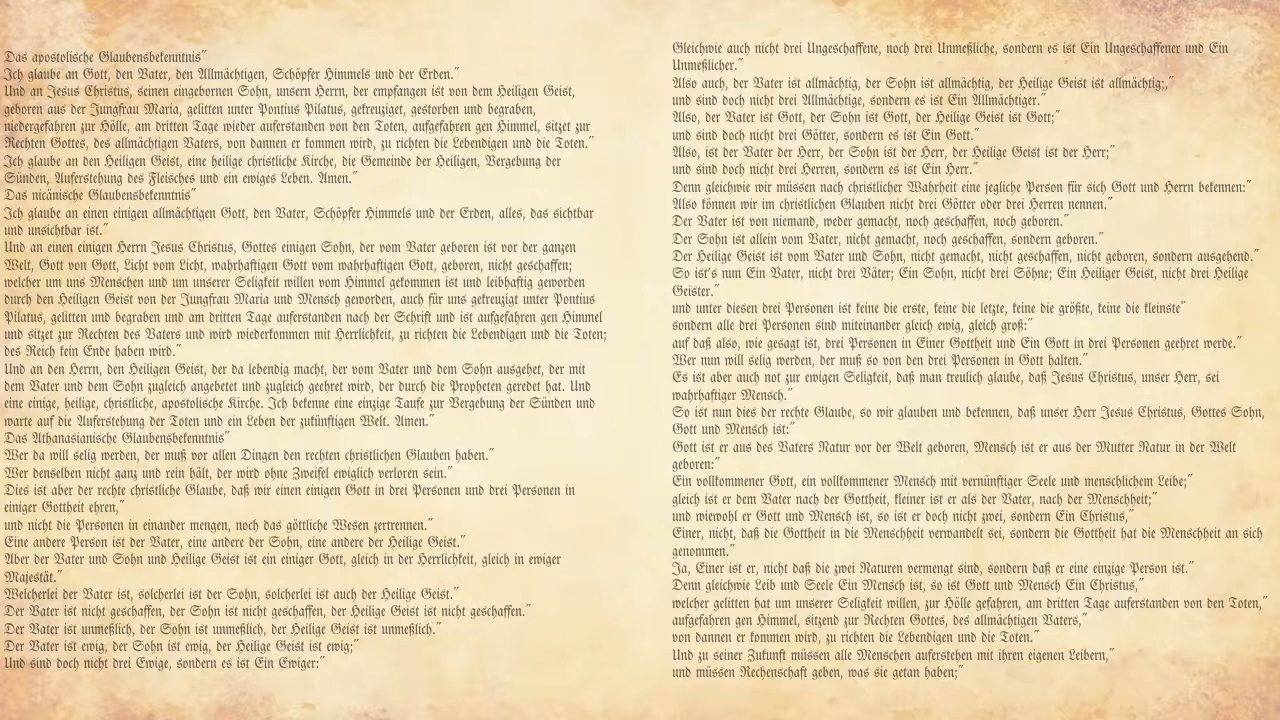 Das apostolische Glaubensbekenntnis"
Ich glaube an Gott, den Vater, den Allmächtigen, Schöpfer Himmels und der Erden."
Und an Jesus Christus, seinen eingebornen Sohn, unsern Herrn, der empfangen ist von dem Heiligen Geist,
geboren aus der Jungfrau Maria, gelitten unter Pontius Pilatus, gekreuziget, gestorben und begraben,
niedergefahren zur Hölle, am dritten Tage wieder auferstanden von den Toten, aufgefahren gen Himmel, sitzet zur
Rechten Gottes, des allmächtigen Vaters, von dannen er kommen wird, zu richten die Lebendigen und die Toten."
Ich glaube an den Heiligen Geist, eine heilige christliche Kirche, die Gemeinde der Heiligen, Vergebung der
Sünden, Auferstehung des Fleisches und ein ewiges Leben. Amen."
Das nicänische Glaubensbekenntnis"
Ich glaube an einen einigen allmächtigen Gott, den Vater, Schöpfer Himmels und der Erden, alles, das sichtbar
und unsichtbar ist."
Und an einen einigen Herrn Jesus Christus, Gottes einigen Sohn, der vom Vater geboren ist vor der ganzen
Welt, Gott von Gott, Licht vom Licht, wahrhaftigen Gott vom wahrhaftigen Gott, geboren, nicht geschaffen;
welcher um uns Menschen und um unserer Seligkeit willen vom Himmel gekommen ist und leibhaftig geworden
durch den Heiligen Geist von der Jungfrau Maria und Mensch geworden, auch für uns gekreuzigt unter Pontius
Pilatus, gelitten und begraben und am dritten Tage auferstanden nach der Schrift und ist aufgefahren gen Himmel
und sitzet zur Rechten des Vaters und wird wiederkommen mit Herrlichkeit, zu richten die Lebendigen und die Toten;
des Reich kein Ende haben wird."
Und an den Herrn, den Heiligen Geist, der da lebendig macht, der vom Vater und dem Sohn ausgehet, der mit
dem Vater und dem Sohn zugleich angebetet und zugleich geehret wird, der durch die Propheten geredet hat. Und
eine einige, heilige, christliche, apostolische Kirche. Ich bekenne eine einzige Taufe zur Vergebung der Sünden und
warte auf die Auferstehung der Toten und ein Leben der zukünftigen Welt. Amen."
Das Athanasianische Glaubensbekenntnis"
Wer da will selig werden, der muß vor allen Dingen den rechten christlichen Glauben haben."
Wer denselben nicht ganz und rein hält, der wird ohne Zweifel ewiglich verloren sein."
Dies ist aber der rechte christliche Glaube, daß wir einen einigen Gott in drei Personen und drei Personen in
einiger Gottheit ehren,"
und nicht die Personen in einander mengen, noch das göttliche Wesen zertrennen."
Eine andere Person ist der Vater, eine andere der Sohn, eine andere der Heilige Geist."
Aber der Vater und Sohn und Heilige Geist ist ein einiger Gott, gleich in der Herrlichkeit, gleich in ewiger
Majestät."
Welcherlei der Vater ist, solcherlei ist der Sohn, solcherlei ist auch der Heilige Geist."
Der Vater ist nicht geschaffen, der Sohn ist nicht geschaffen, der Heilige Geist ist nicht geschaffen."
Der Vater ist unmeßlich, der Sohn ist unmeßlich, der Heilige Geist ist unmeßlich."
Der Vater ist ewig, der Sohn ist ewig, der Heilige Geist ist ewig;"
Und sind doch nicht drei Ewige, sondern es ist Ein Ewiger:"
Gleichwie auch nicht drei Ungeschaffene, noch drei Unmeßliche, sondern es ist Ein Ungeschaffener und Ein
Unmeßlicher."
Also auch, der Vater ist allmächtig, der Sohn ist allmächtig, der Heilige Geist ist allmächtig;,"
und sind doch nicht drei Allmächtige, sondern es ist Ein Allmächtiger."
Also, der Vater ist Gott, der Sohn ist Gott, der Heilige Geist ist Gott;"
und sind doch nicht drei Götter, sondern es ist Ein Gott."
Also, ist der Vater der Herr, der Sohn ist der Herr, der Heilige Geist ist der Herr;"
und sind doch nicht drei Herren, sondern es ist Ein Herr."
Denn gleichwie wir müssen nach christlicher Wahrheit eine jegliche Person für sich Gott und Herrn bekennen:"
Also können wir im christlichen Glauben nicht drei Götter oder drei Herren nennen."
Der Vater ist von niemand, weder gemacht, noch geschaffen, noch geboren."
Der Sohn ist allein vom Vater, nicht gemacht, noch geschaffen, sondern geboren."
Der Heilige Geist ist vom Vater und Sohn, nicht gemacht, nicht geschaffen, nicht geboren, sondern ausgehend."
So ist's nun Ein Vater, nicht drei Väter; Ein Sohn, nicht drei Söhne; Ein Heiliger Geist, nicht drei Heilige
Geister."
und unter diesen drei Personen ist keine die erste, keine die letzte, keine die größte, keine die kleinste"
sondern alle drei Personen sind miteinander gleich ewig, gleich groß:"
auf daß also, wie gesagt ist, drei Personen in Einer Gottheit und Ein Gott in drei Personen geehret werde."
Wer nun will selig werden, der muß so von den drei Personen in Gott halten."
Es ist aber auch not zur ewigen Seligkeit, daß man treulich glaube, daß Jesus Christus, unser Herr, sei
wahrhaftiger Mensch."
So ist nun dies der rechte Glaube, so wir glauben und bekennen, daß unser Herr Jesus Christus, Gottes Sohn,
Gott und Mensch ist:"
Gott ist er aus des Vaters Natur vor der Welt geboren, Mensch ist er aus der Mutter Natur in der Welt
geboren:"
Ein vollkommener Gott, ein vollkommener Mensch mit vernünftiger Seele und menschlichem Leibe;"
gleich ist er dem Vater nach der Gottheit, kleiner ist er als der Vater, nach der Menschheit;"
und wiewohl er Gott und Mensch ist, so ist er doch nicht zwei, sondern Ein Christus,"
Einer, nicht, daß die Gottheit in die Menschheit verwandelt sei, sondern die Gottheit hat die Menschheit an sich
genommen."
Ja, Einer ist er, nicht daß die zwei Naturen vermengt sind, sondern daß er eine einzige Person ist."
Denn gleichwie Leib und Seele Ein Mensch ist, so ist Gott und Mensch Ein Christus,"
welcher gelitten hat um unserer Seligkeit willen, zur Hölle gefahren, am dritten Tage auferstanden von den Toten,"
aufgefahren gen Himmel, sitzend zur Rechten Gottes, des allmächtigen Vaters,"
von dannen er kommen wird, zu richten die Lebendigen und die Toten."
Und zu seiner Zukunft müssen alle Menschen auferstehen mit ihren eigenen Leibern,"
und müssen Rechenschaft geben, was sie getan haben;"